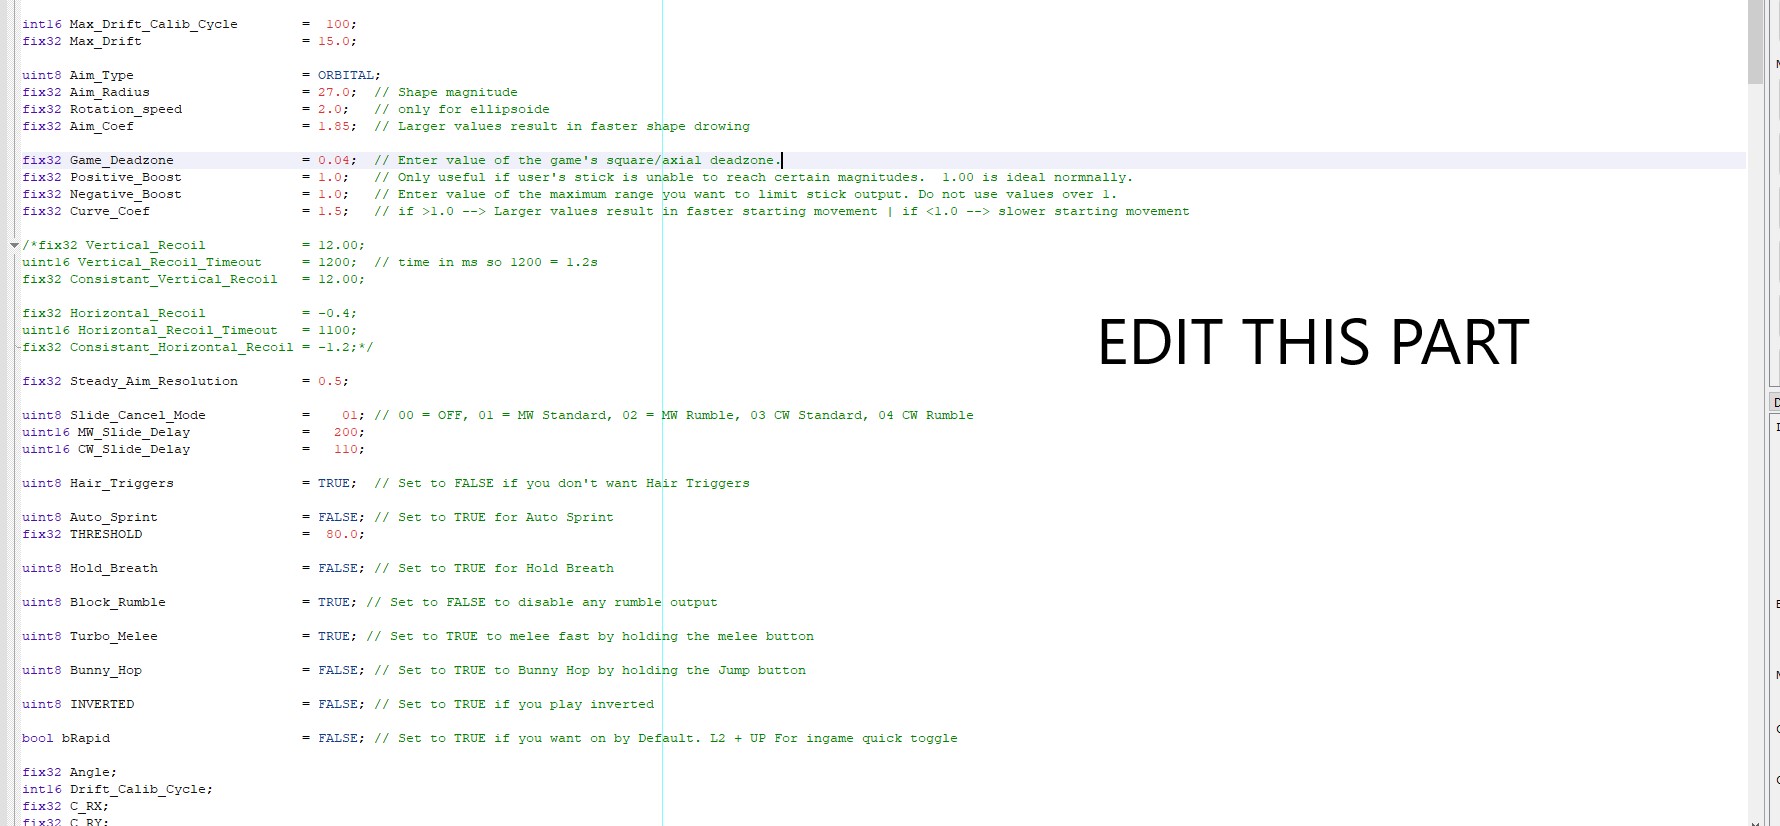 int16 Max_Drift_Calib_Cycle = 100;
fix32 Max_Drift = 15.0;
uint8 Aim_Type = ORBITAL;
fix32 Aim_Radius = 27.0; // Shape magnitude
fix32 Rotation_speed = 2.0; // only for ellipsoide
fix32 Aim_Coef = 1.85; // Larger values result in faster shape drowing
fix32 Game_Deadzone = 0.04; // Enter value of the game's square/axial deadzone.
fix32 Positive_Boost = 1.0; // Only useful if user's stick is unable to reach certain magnitudes. 1.00 is ideal normnally.
fix32 Negative_Boost = 1.0; // Enter value of the maximum range you want to limit stick output. Do not use values over 1.
fix32 Curve_Coef = 1.5; // if >1.0 --> Larger values result in faster starting movement | if <1.0 --> slower starting movement
/*fix32 Vertical_Recoil = 12.00;
uint16 Vertical_Recoil_Timeout = 1200; // time in ms so 1200 = 1.2s
fix32 Consistant_Vertical_Recoil = 12.00;
fix32 Horizontal_Recoil = -0.4;
uint16 Horizontal_Recoil_Timeout = 1100;
fix32 Consistant_Horizontal_Recoil = -1.2;*/
EDIT THIS PART
fix32 Steady_Aim_Resolution = 0.5;
uint8 Slide_Cancel_Mode = 01; // 00 = OFF, 01 = MW Standard, 02 = MW Rumble, 03 CW Standard, 04 CW Rumble
uint16 MW_Slide_Delay = 200;
uint16 CW_Slide_Delay = 110;
uint8 Hair_Triggers = TRUE; // Set to FALSE if you don't want Hair Triggers
uint8 Auto_Sprint = FALSE; // Set to TRUE for Auto Sprint
fix32 THRESHOLD = 80.0;
uint8 Hold_Breath = FALSE; // Set to TRUE for Hold Breath
uint8 Block_Rumble = TRUE; // Set to FALSE to disable any rumble output
uint8 Turbo_Melee = TRUE; // Set to TRUE to melee fast by holding the melee button
uint8 Bunny_Hop = FALSE; // Set to TRUE to Bunny Hop by holding the Jump button
uint8 INVERTED = FALSE; // Set to TRUE if you play inverted
bool bRapid = FALSE; // Set to TRUE if you want on by Default. L2 + UP For ingame quick toggle
fix32 Angle;
int16 Drift_Calib_Cycle;
fix32 C_RX;
fix32 C_RY;